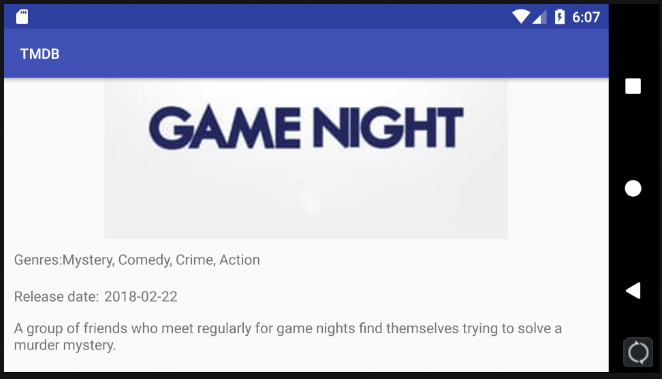 6:07
TMDB
GAME NIGHT
Genres:Mystery, Comedy, Crime, Action
Release date: 2018-02-22
A group of friends who meet regularly for game nights find themselves trying to solve a
murder mystery.